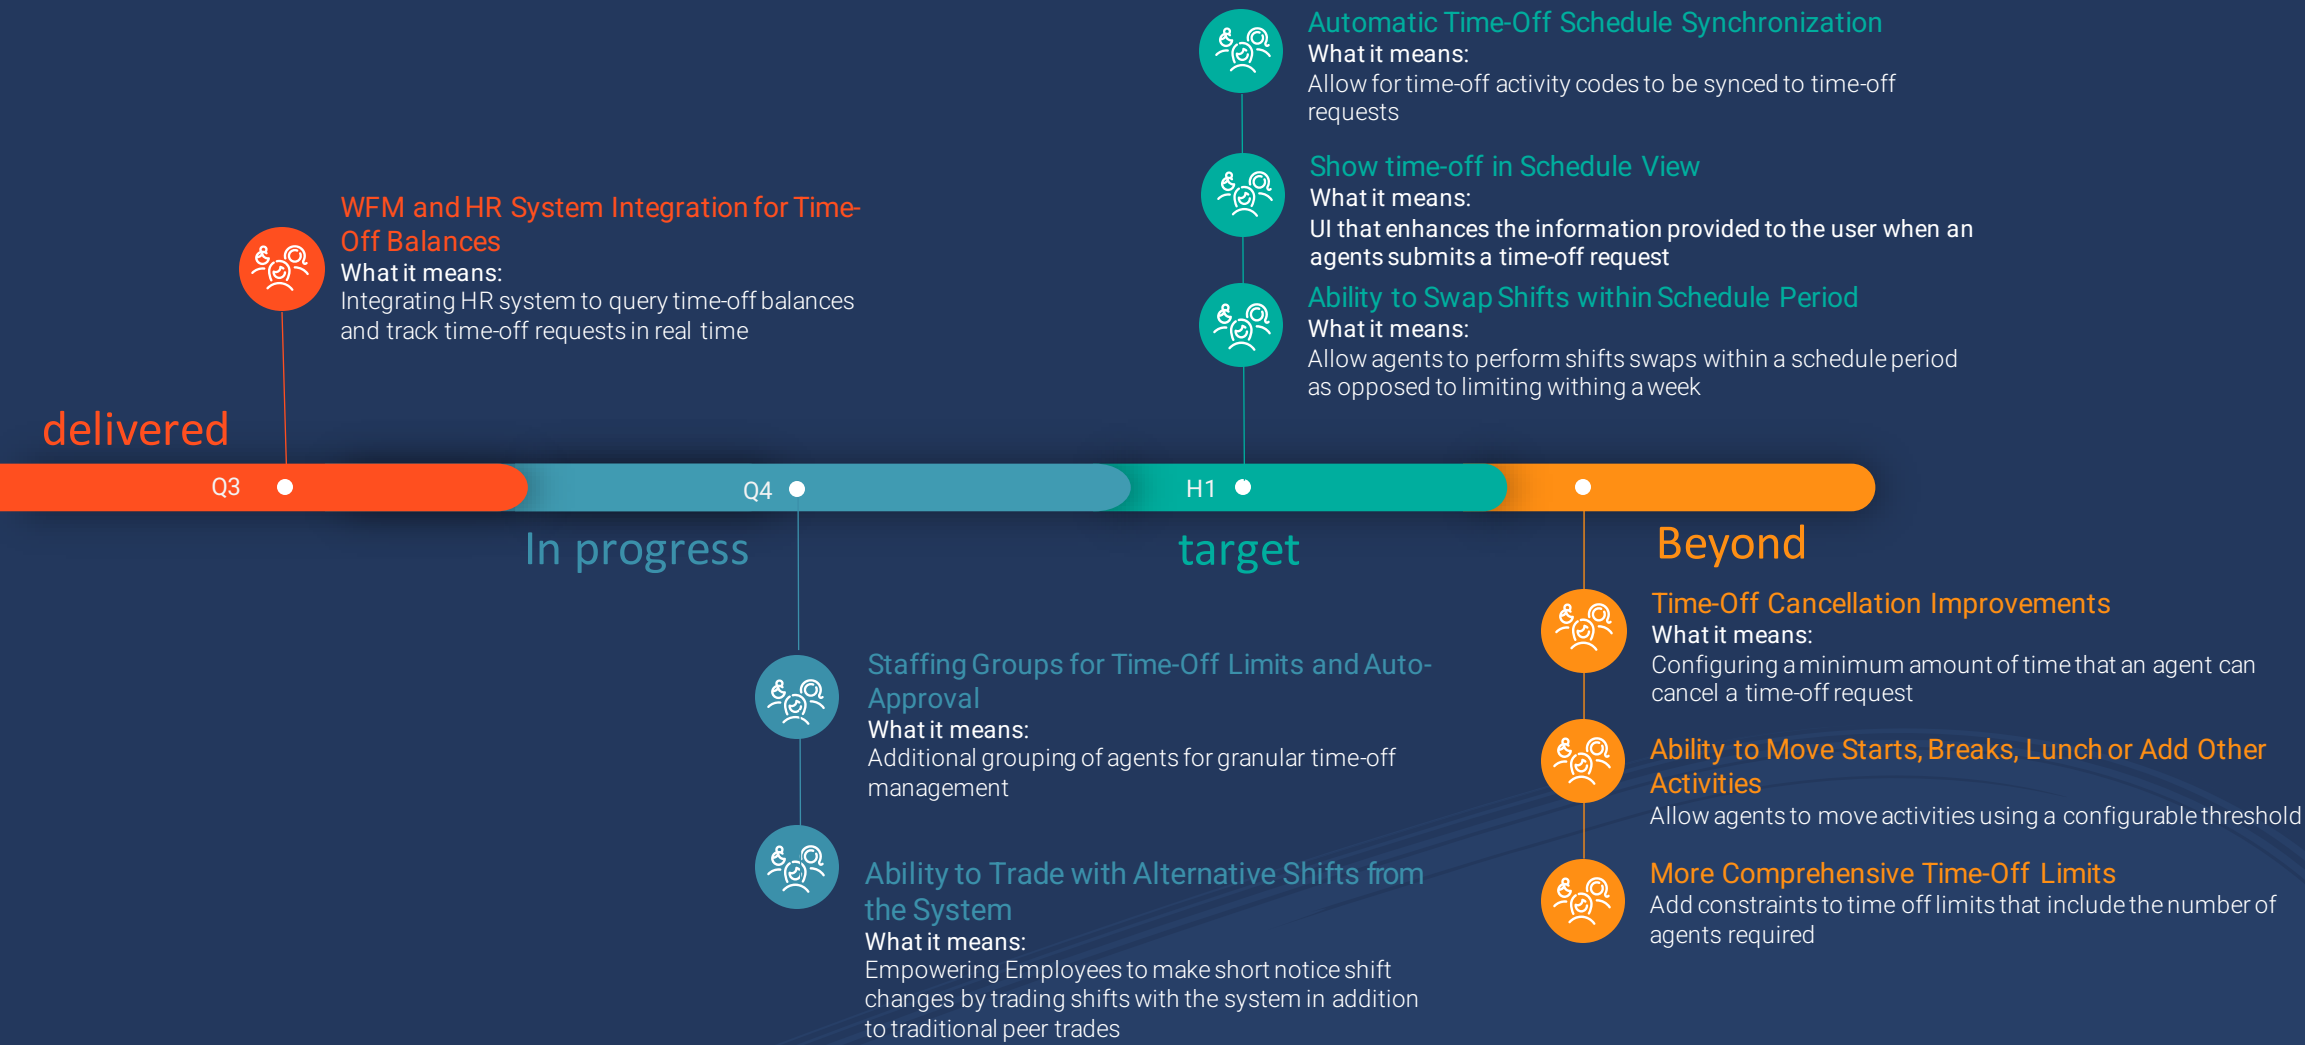 Automatic Time-Off Schedule Synchronization
What it means:
Allow for time-off activity codes to be synced to time-off
requests
Show time-off in Schedule View
What it means:
UI that enhances the information provided to the user when an
agents submits a time-off request
Ability to Swap Shifts within Schedule Period
What it means:
Allow agents to perform shifts swaps within a schedule period
as opposed to limiting withing a week
WFM and HR System Integration for Time-
Off Balances
What it means:
Integrating HR system to query time-off balances
and track time-off requests in real time
delivered
Q3
Q4
H1
In progress
target
Beyond
Staffing Groups for Time-Off Limits and Auto-
Approval
What it means:
Additional grouping of agents for granular time-off
management
Ability to Trade with Alternative Shifts from
the System
What it means:
Empowering Employees to make short notice shift
changes by trading shifts with the system in addition
to traditional peer trades
Time-Off Cancellation Improvements
What it means:
Configuring a minimum amount of time that an agent can
cancel a time-off request
Ability to Move Starts, Breaks, Lunch or Add Other
Activities
Allow agents to move activities using a configurable threshold
More Comprehensive Time-Off Limits
Add constraints to time off limits that include the number of
agents required